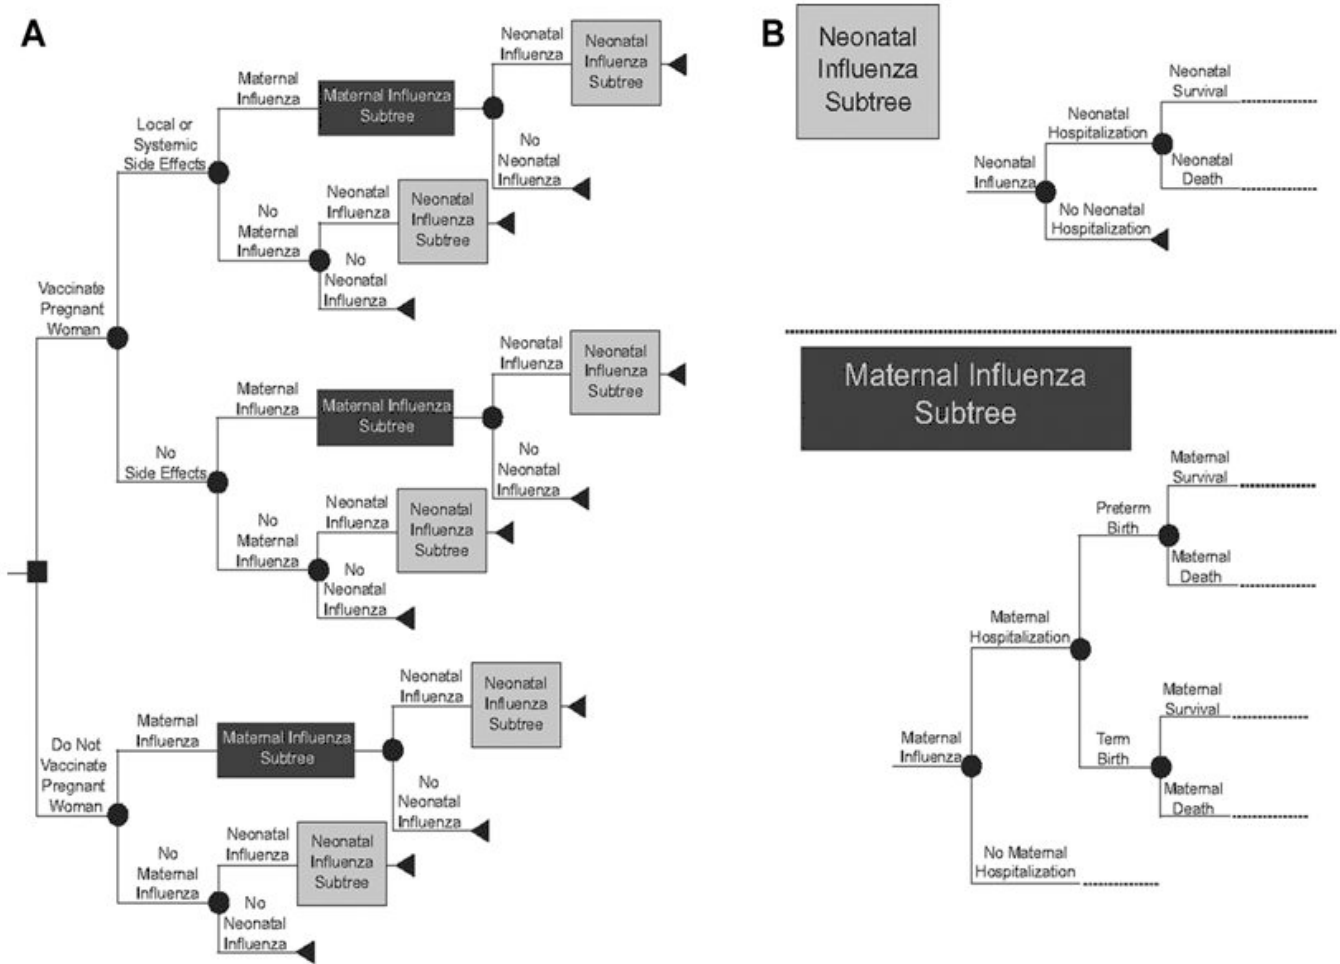 A
Neonatal
Influenza
Neonatal
Influenza
Subtree
Maternal
Influenza
Maternal Influenza
Subtree
Local or
Systemic
Side Effects
No
Neonatal
Influenza
No
Maternal
Influenza
Neonatal
Influenza
Neonatal
Influenza
Subtree
No
Neonatal
Influenza
Vaccinate
Pregnant
Woman
Neonatal
Influenza
Neonatal
Influenza
Subtree
Maternal
Influenza
Maternal Influenza
Subtree
No
Neonatal
Influenza
No
Side Effects
No
Maternal
Influenza
Neonatal
Influenza
Neonatal
Influenza
Subtree
No
Neonatal
Influenza
Neonatal
Influenza
Neonatal
Influenza
Subtree
Maternal
Influenza
Maternal Influenza
Subtree
Do Not
Vaccinate
Pregnant
Woman
No
Neonatal
Influenza
No
Maternal
Influenza
Neonatal
Influenza
Neonatal
Influenza
Subtree
No
Neonatal
Influenza
B
Neonatal
Influenza
Subtree
Neonatal
Survival
Neonatal
Hospitalization
Neonatal
Influenza
Neonatal
Death
No Neonatal
Hospitalization
Maternal Influenza
Subtree
Maternal
Survival
Preterm
Birth
Maternal
Death
Maternal
Hospitalization
Maternal
Survival
Maternal
Influenza
Term
Birth
Maternal
Death
No Maternal
Hospitalization